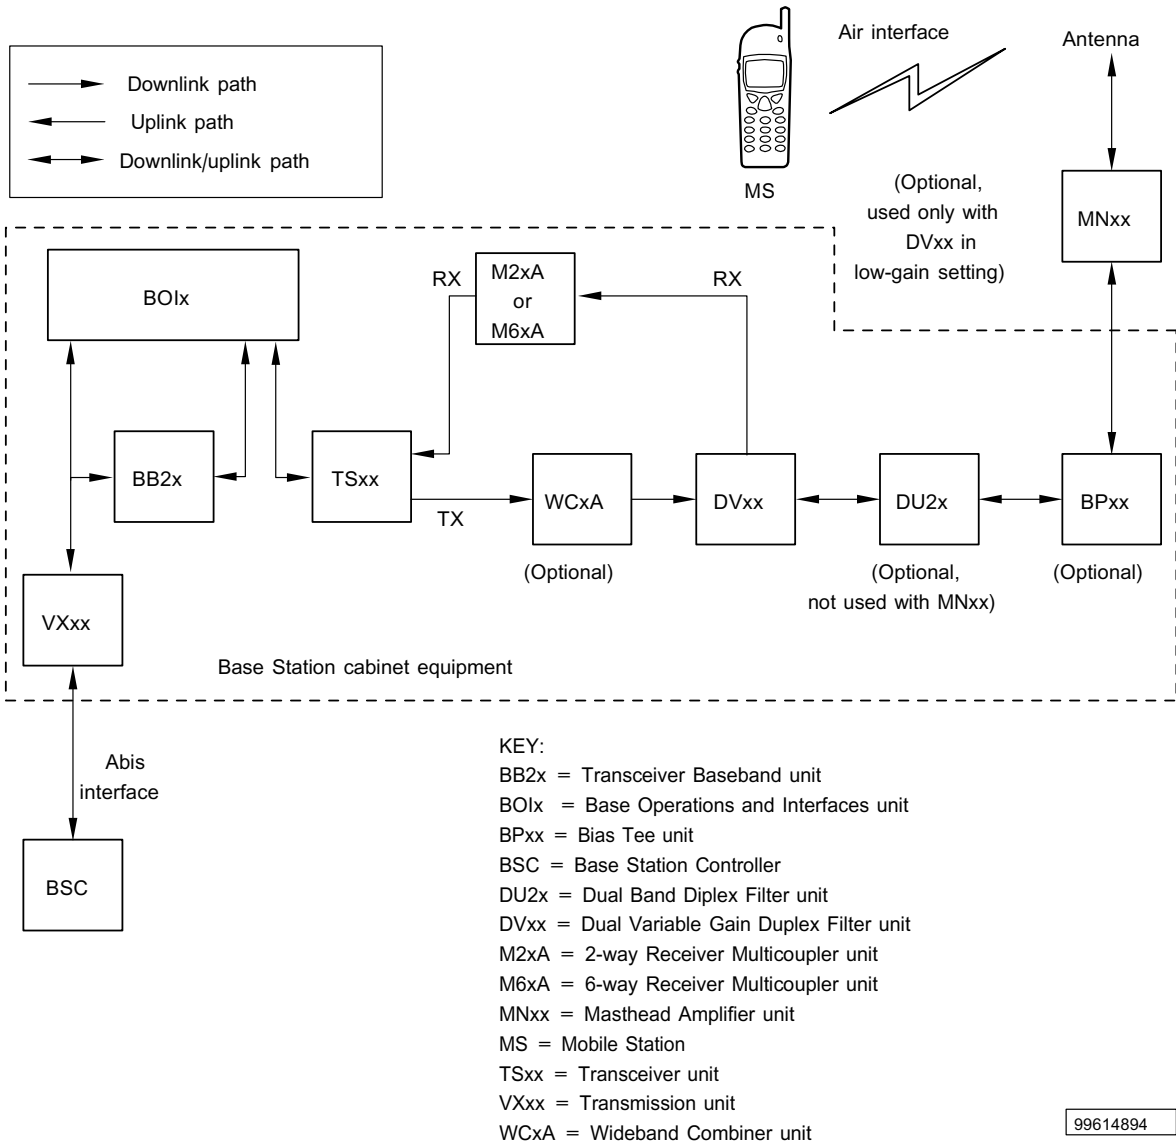 Downlink path
Uplink path
Downlink/uplink path
MS
Air interface
Antenna
(Optional,
used only with
DVxx in
low-gain setting)
MNxx
BOIx
RX
M2xA
or
M6xA
RX
BB2x
TSxx
TX
WCxA
(Optional)
DVxx
DU2x
(Optional,
not used with MNxx)
BPxx
(Optional)
VXxx
Base Station cabinet equipment
Abis
interface
BSC
KEY:
BB2x = Transceiver Baseband unit
BOIx = Base Operations and Interfaces unit
BPxx = Bias Tee unit
BSC = Base Station Controller
DU2x = Dual Band Diplex Filter unit
DVxx = Dual Variable Gain Duplex Filter unit
M2xA = 2-way Receiver Multicoupler unit
M6xA = 6-way Receiver Multicoupler unit
MNxx = Masthead Amplifier unit
MS = Mobile Station
TSxx = Transceiver unit
VXxx = Transmission unit
WCxA = Wideband Combiner unit
99614894